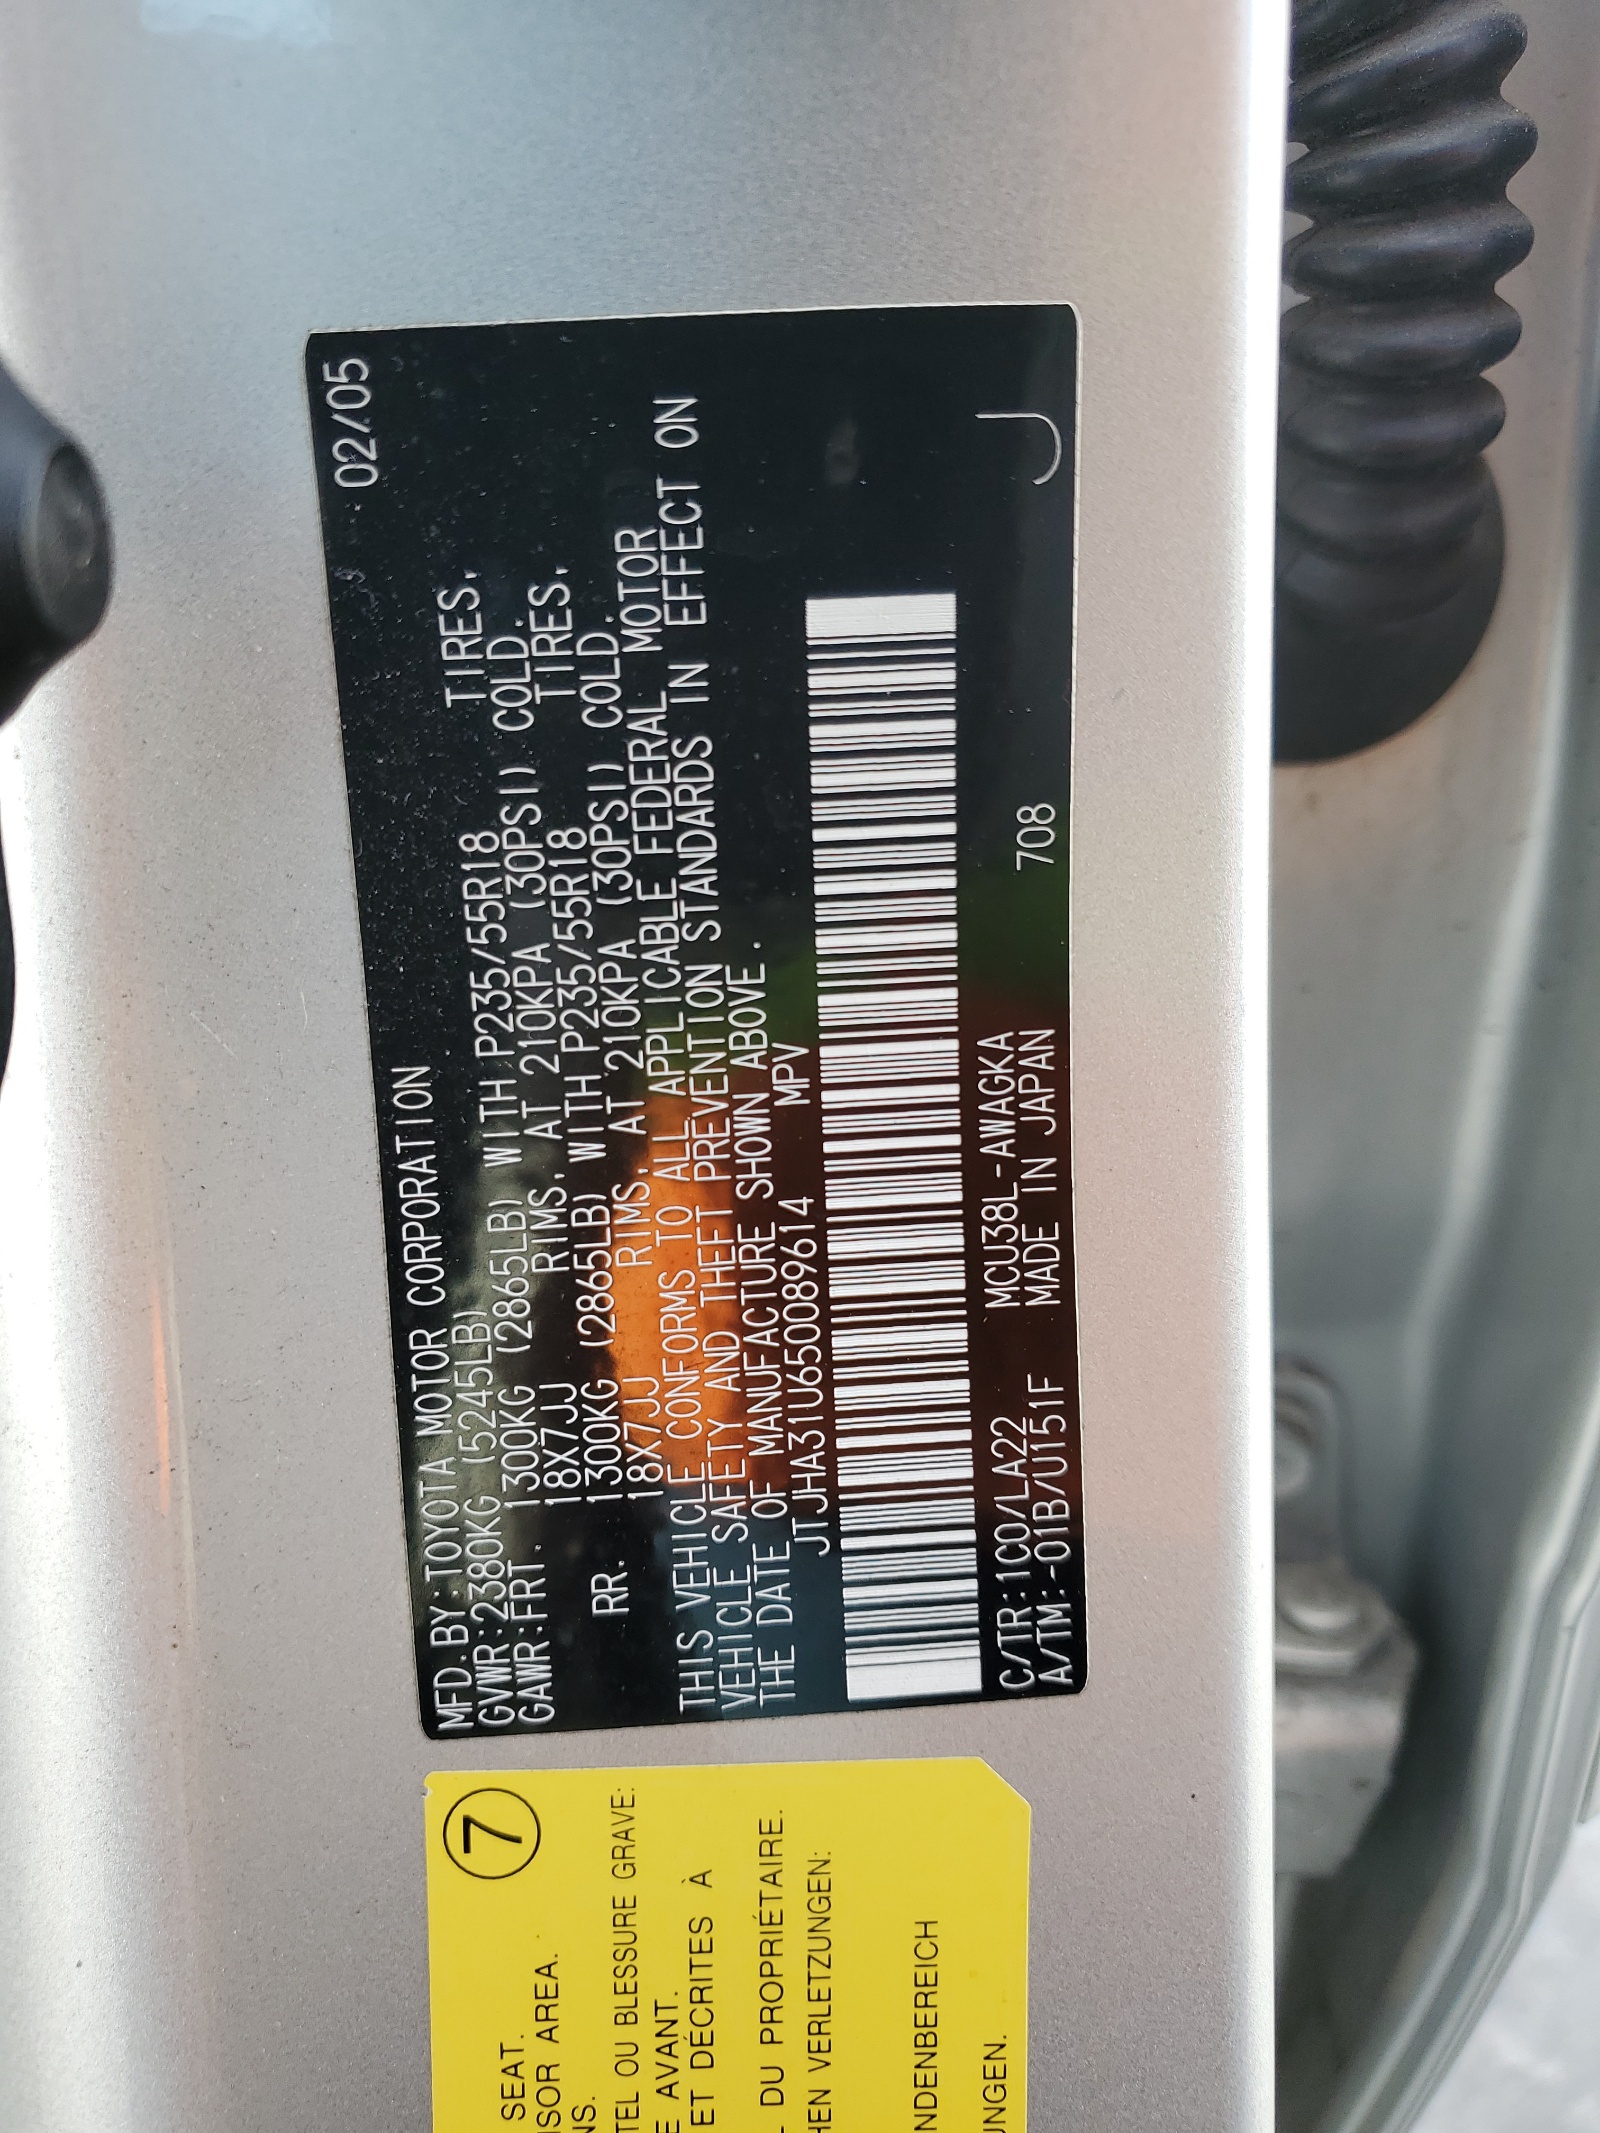 02/05
MFD.BY:TOYOTA MOTOR CORPORATION
GVWR:2380KG (5245LB)
GAWR:FRT. 1300KG (2865LB) WITH P235/55R18 TIRES,
18X7JJ RIMS, AT 210KPA (30PSI) COLD.
RR. 1300KG (2865LB) WITH P235/55R18 TIRES,
18X7JJ RIMS, AT 210KPA (30PSI) COLD.
THIS VEHICLE CONFORMS TO ALL APPLICABLE FEDERAL MOTOR
VEHICLE SAFETY AND THEFT PREVENTION STANDARDS IN EFFECT ON
THE DATE OF MANUFACTURE SHOWN ABOVE.
JTJHA31U650089614 MPV
C/TR:1C0/LA22 MCU38L-AWAGKA 708
A/TM:-01B/U151F MADE IN JAPAN
J
7
SEAT.
SOR AREA.
NS.
TEL OU BLESSURE GRAVE:
E AVANT.
ET DÉCRITES À
DU PROPRIÉTAIRE.
HEN VERLETZUNGEN:
NDENBEREICH
UNGEN.